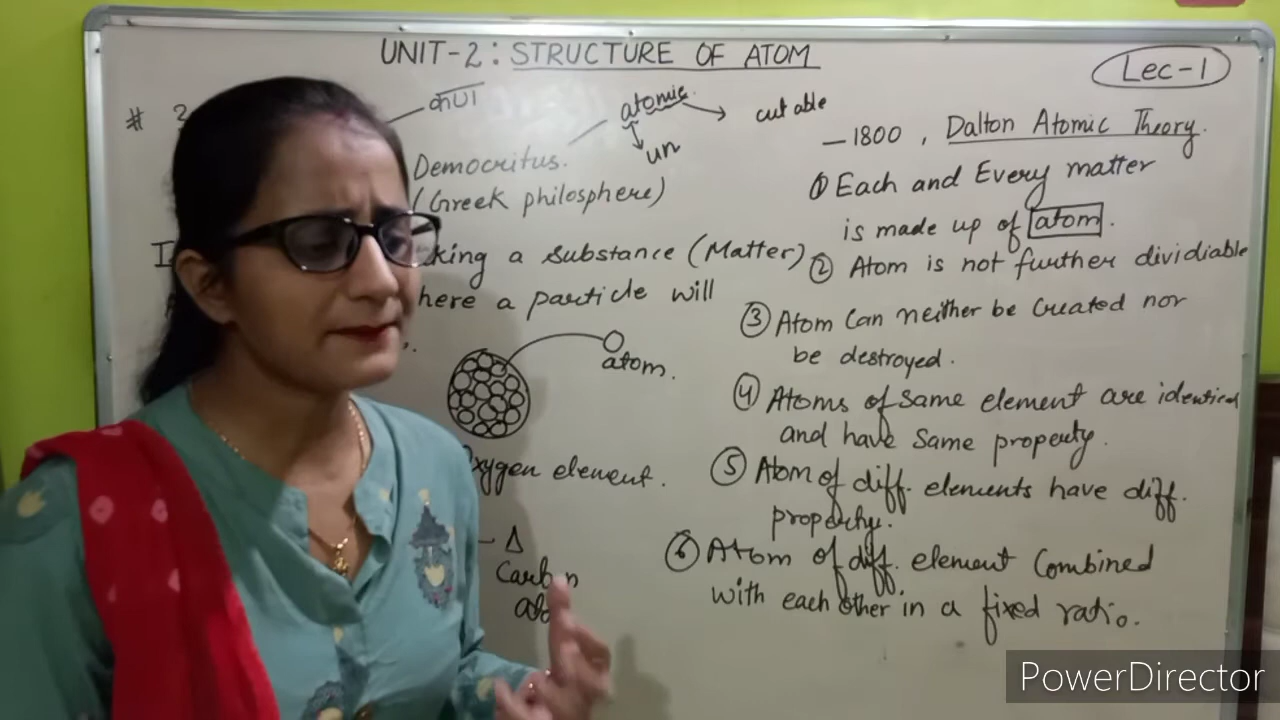 UNIT-2 : STRUCTURE OF ATOM
Lec-1
#
कण
atomic
cut able
un
Democritus.
(Greek philosphere)
king a substance (Matter)
here a particle will
atom.
Oxygen element.
Δ
Carbon
— 1800 , Dalton Atomic Theory.
① Each and Every matter
is made up of atom.
② Atom is not further dividiable
③ Atom Can neither be Created nor
be destroyed.
④ Atoms of same element are identical
and have Same property.
⑤ Atom of diff. elements have diff.
property.
⑥ Atom of diff. element Combined
with each other in a fixed ratio.
PowerDirector